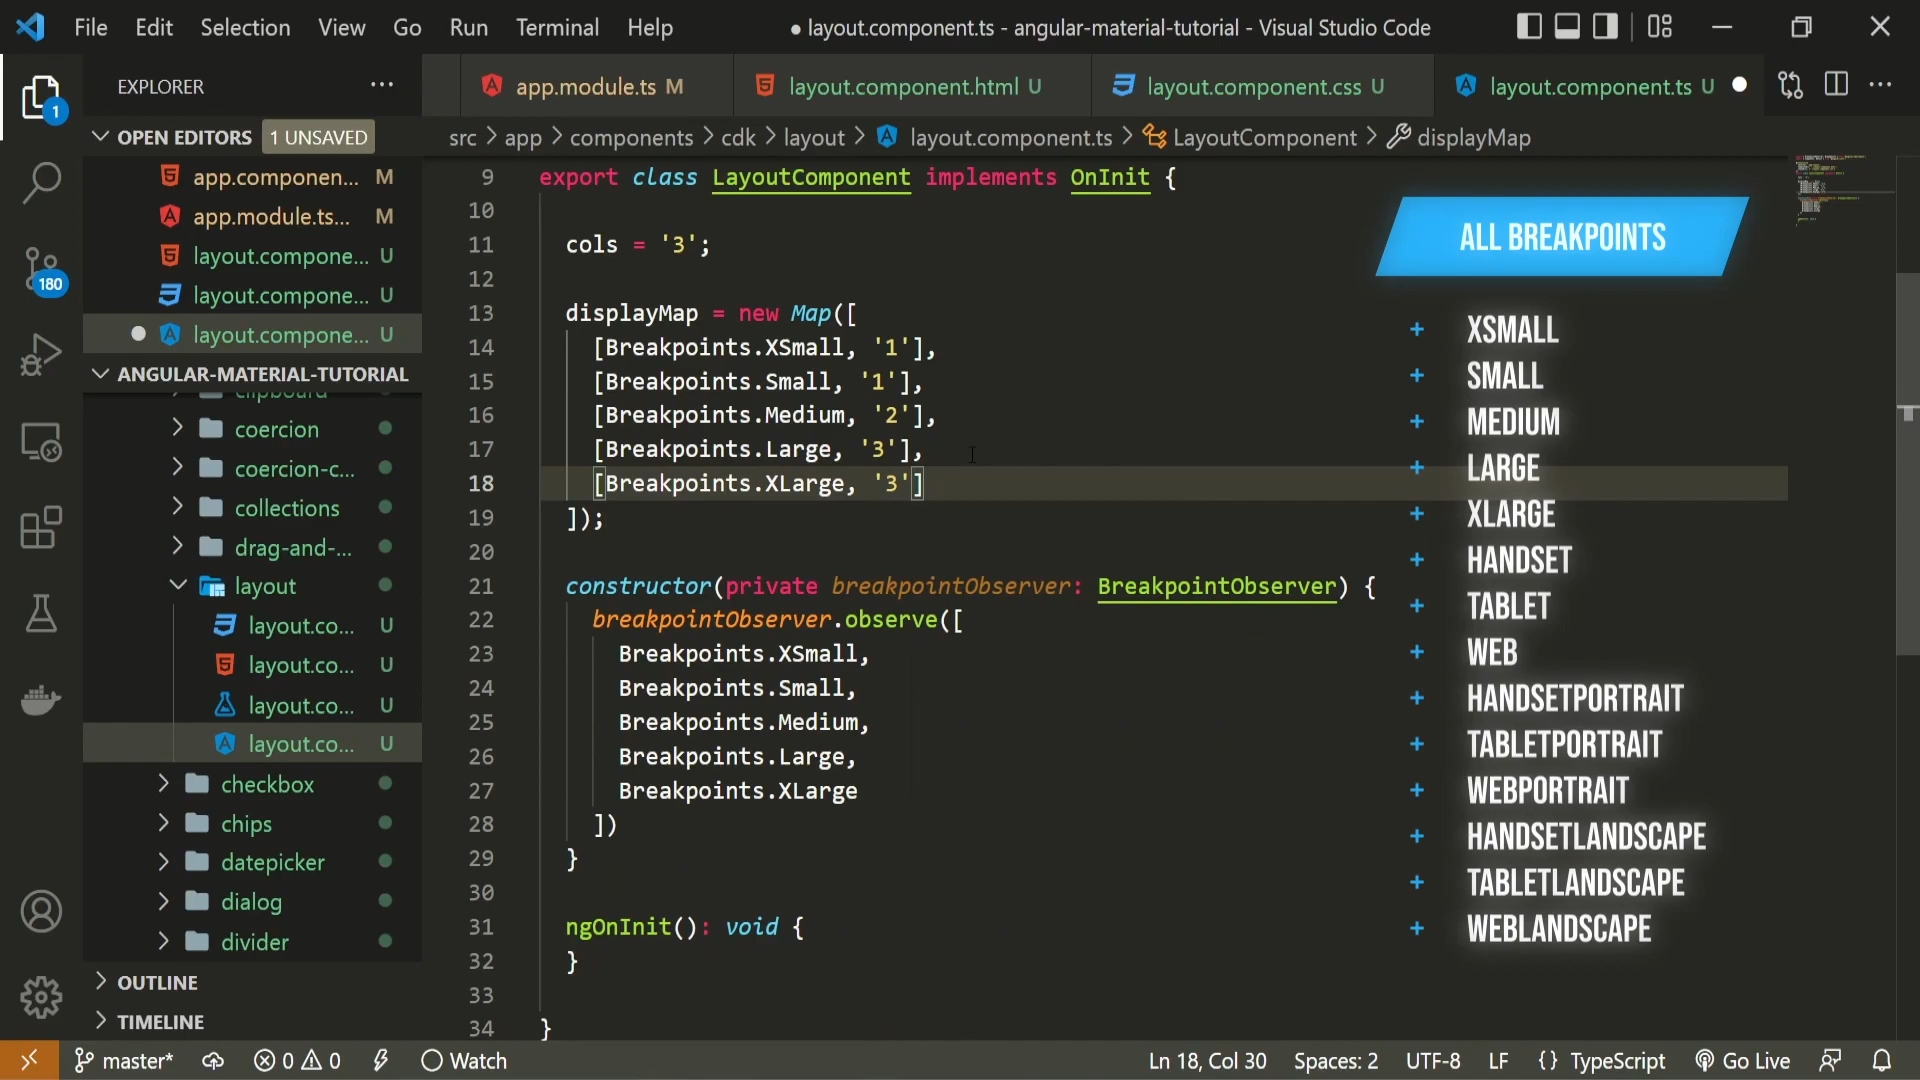 File Edit Selection View Go Run Terminal Help
● layout.component.ts - angular-material-tutorial - Visual Studio Code
EXPLORER
app.module.ts M
layout.component.html U
layout.component.css U
layout.component.ts U
1
OPEN EDITORS 1 UNSAVED
src > app > components > cdk > layout > layout.component.ts > LayoutComponent > displayMap
app.componen... M
app.module.ts... M
layout.compone... U
layout.compone... U
layout.compone... U
180
ANGULAR-MATERIAL-TUTORIAL
clipboard
coercion
coercion-c...
collections
drag-and-...
layout
layout.co... U
layout.co... U
layout.co... U
layout.co... U
checkbox
chips
datepicker
dialog
divider
OUTLINE
TIMELINE
9 export class LayoutComponent implements OnInit {
10
11 cols = '3';
12
13 displayMap = new Map([
14 [Breakpoints.XSmall, '1'],
15 [Breakpoints.Small, '1'],
16 [Breakpoints.Medium, '2'],
17 [Breakpoints.Large, '3'],
18 [Breakpoints.XLarge, '3']
19 ]);
20
21 constructor(private breakpointObserver: BreakpointObserver) {
22 breakpointObserver.observe([
23 Breakpoints.XSmall,
24 Breakpoints.Small,
25 Breakpoints.Medium,
26 Breakpoints.Large,
27 Breakpoints.XLarge
28 ])
29 }
30
31 ngOnInit(): void {
32 }
33
34 }
ALL BREAKPOINTS
+ XSMALL
+ SMALL
+ MEDIUM
+ LARGE
+ XLARGE
+ HANDSET
+ TABLET
+ WEB
+ HANDSETPORTRAIT
+ TABLETPORTRAIT
+ WEBPORTRAIT
+ HANDSETLANDSCAPE
+ TABLETLANDSCAPE
+ WEBLANDSCAPE
master* 0 0 Watch Ln 18, Col 30 Spaces: 2 UTF-8 LF {} TypeScript Go Live